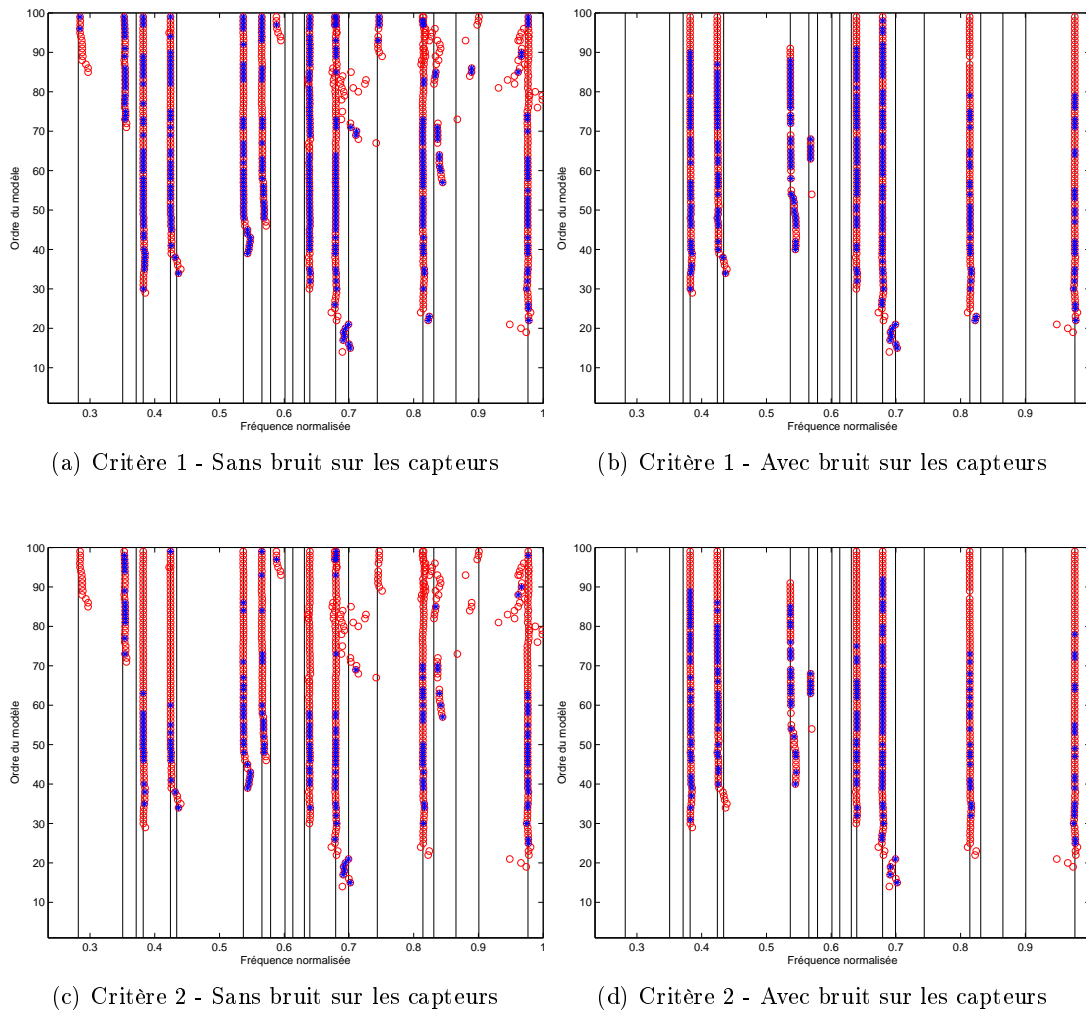 100
90
80
70
60
50
40
30
20
10
Ordre du modèle
0.3 0.4 0.5 0.6 0.7 0.8 0.9 1
Fréquence normalisée
(a) Critère 1 - Sans bruit sur les capteurs
100
90
80
70
60
50
40
30
20
10
Ordre du modèle
0.3 0.4 0.5 0.6 0.7 0.8 0.9
Fréquence normalisée
(b) Critère 1 - Avec bruit sur les capteurs
100
90
80
70
60
50
40
30
20
10
Ordre du modèle
0.3 0.4 0.5 0.6 0.7 0.8 0.9 1
Fréquence normalisée
(c) Critère 2 - Sans bruit sur les capteurs
100
90
80
70
60
50
40
30
20
10
Ordre du modèle
0.3 0.4 0.5 0.6 0.7 0.8 0.9
Fréquence normalisée
(d) Critère 2 - Avec bruit sur les capteurs